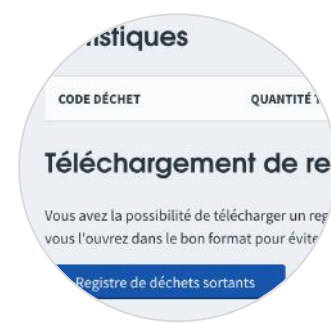 istiques
CODE DÉCHET QUANTITÉ
Téléchargement de re
Vous avez la possibilité de télécharger un reg
vous l'ouvrez dans le bon format pour évite
Registre de déchets sortants